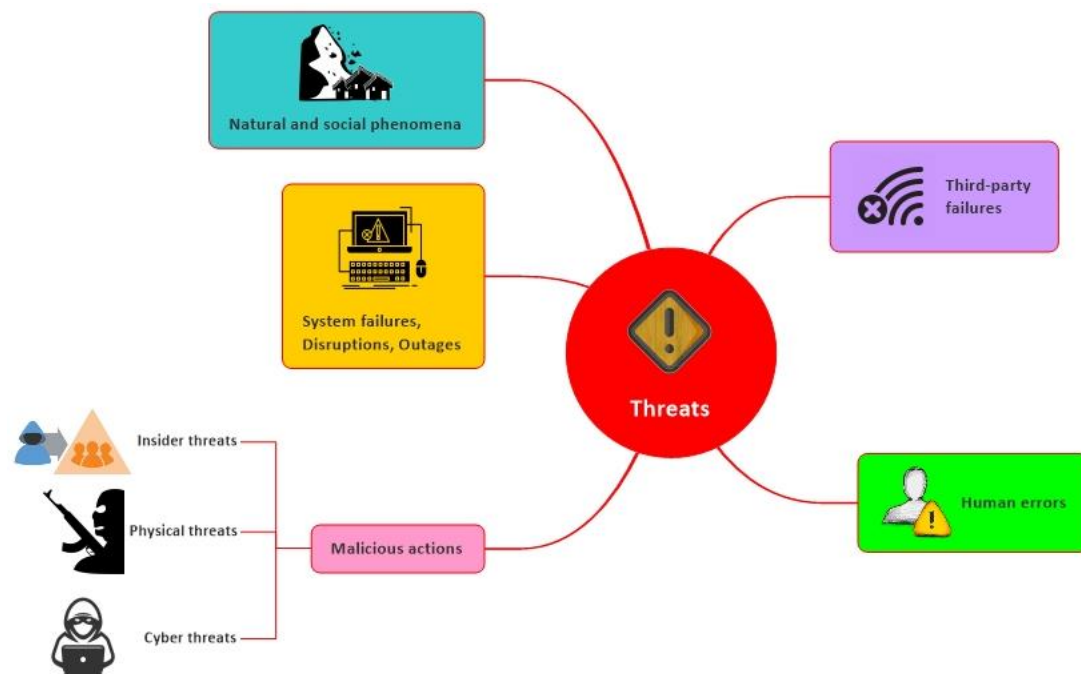 Natural and social phenomena
Third-party
failures
System failures,
Disruptions, Outages
Threats
Insider threats
Physical threats
Malicious actions
Human errors
Cyber threats